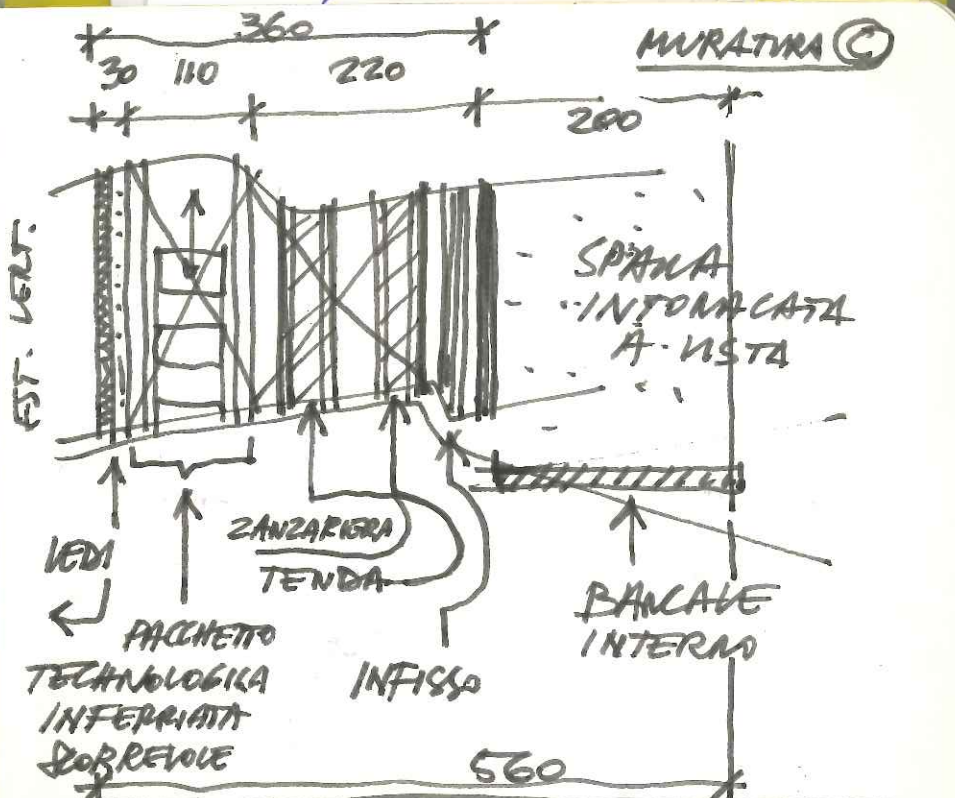 360
MURATURA C
30 110 220
200
EST. VERT.
SPALLA
INTONACATA
A VISTA
ZANZARIERA
TENDA
VEDI
PACCHETTO
TECHNOLOGICA
INFERRIATA
SCORREVOLE
INFISSO
BANCALE
INTERNO
560